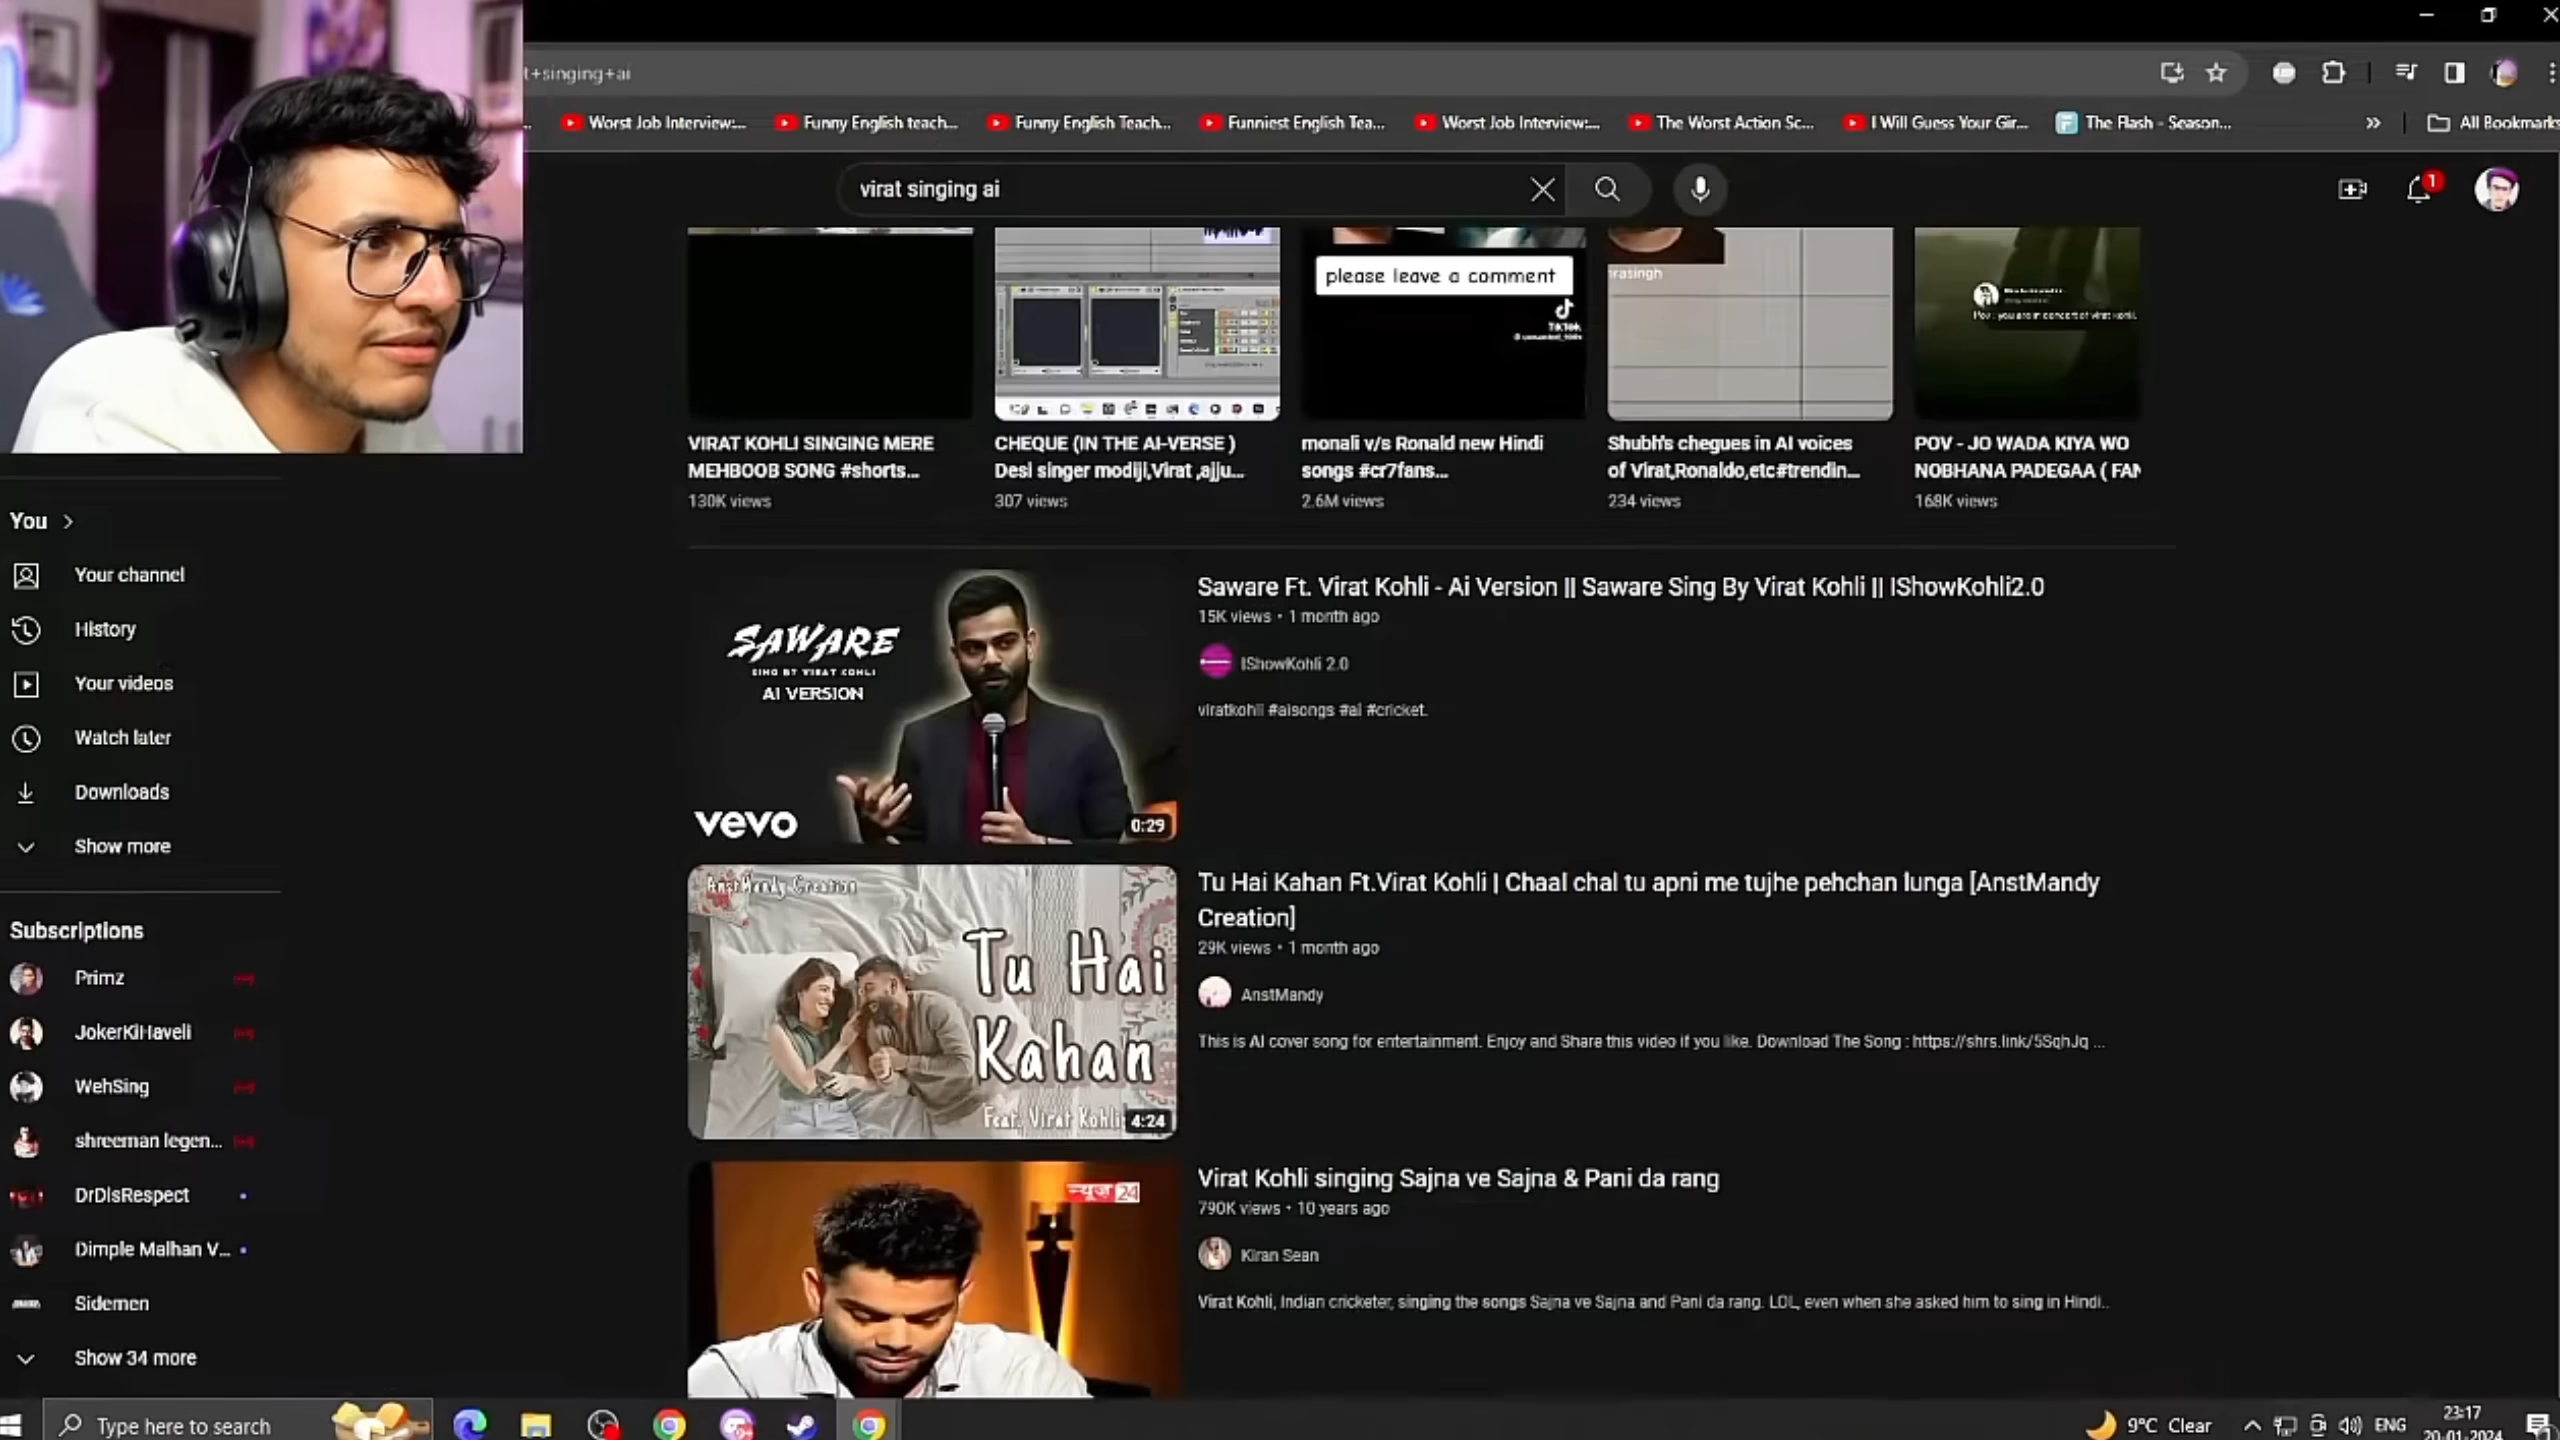 t+singing+ai
Worst Job Interview:...
Funny English teach...
Funny English Teach...
Funniest English Tea...
Worst Job Interview:...
The Worst Action Sc...
I Will Guess Your Gir...
The Flash - Season...
All Bookmarks
virat singing ai
1
please leave a comment
TikTok
rasingh
VIRAT KOHLI SINGING MERE
MEHBOOB SONG #shorts...
130K views
CHEQUE (IN THE AI-VERSE )
Desi singer modiji,Virat ,ajju...
307 views
monali v/s Ronald new Hindi
songs #cr7fans...
2.6M views
Shubh's chegues in AI voices
of Virat,Ronaldo,etc#trendin...
234 views
POV - JO WADA KIYA WO
NOBHANA PADEGAA ( FAN
168K views
You
Your channel
History
Your videos
Watch later
Downloads
Show more
Subscriptions
Primz
JokerKiHaveli
WehSing
shreeman legen...
DrDisRespect
Dimple Malhan V...
Sidemen
Show 34 more
SAWARE
SING BY VIRAT KOHLI
AI VERSION
vevo
0:29
Saware Ft. Virat Kohli - Ai Version || Saware Sing By Virat Kohli || IShowKohli2.0
15K views • 1 month ago
IShowKohli 2.0
viratkohli #aisongs #ai #cricket.
AnstMandy Creation
Tu Hai
Kahan
Feat. Virat Kohli
4:24
Tu Hai Kahan Ft.Virat Kohli | Chaal chal tu apni me tujhe pehchan lunga [AnstMandy
Creation]
29K views • 1 month ago
AnstMandy
This is AI cover song for entertainment. Enjoy and Share this video if you like. Download The Song : https://shrs.link/5SqhJq ...
न्यूज़ 24
Virat Kohli singing Sajna ve Sajna & Pani da rang
790K views • 10 years ago
Kiran Sean
Virat Kohli, Indian cricketer, singing the songs Sajna ve Sajna and Pani da rang. LOL, even when she asked him to sing in Hindi..
Type here to search
9°C Clear
ENG
23:17
20-01-2024